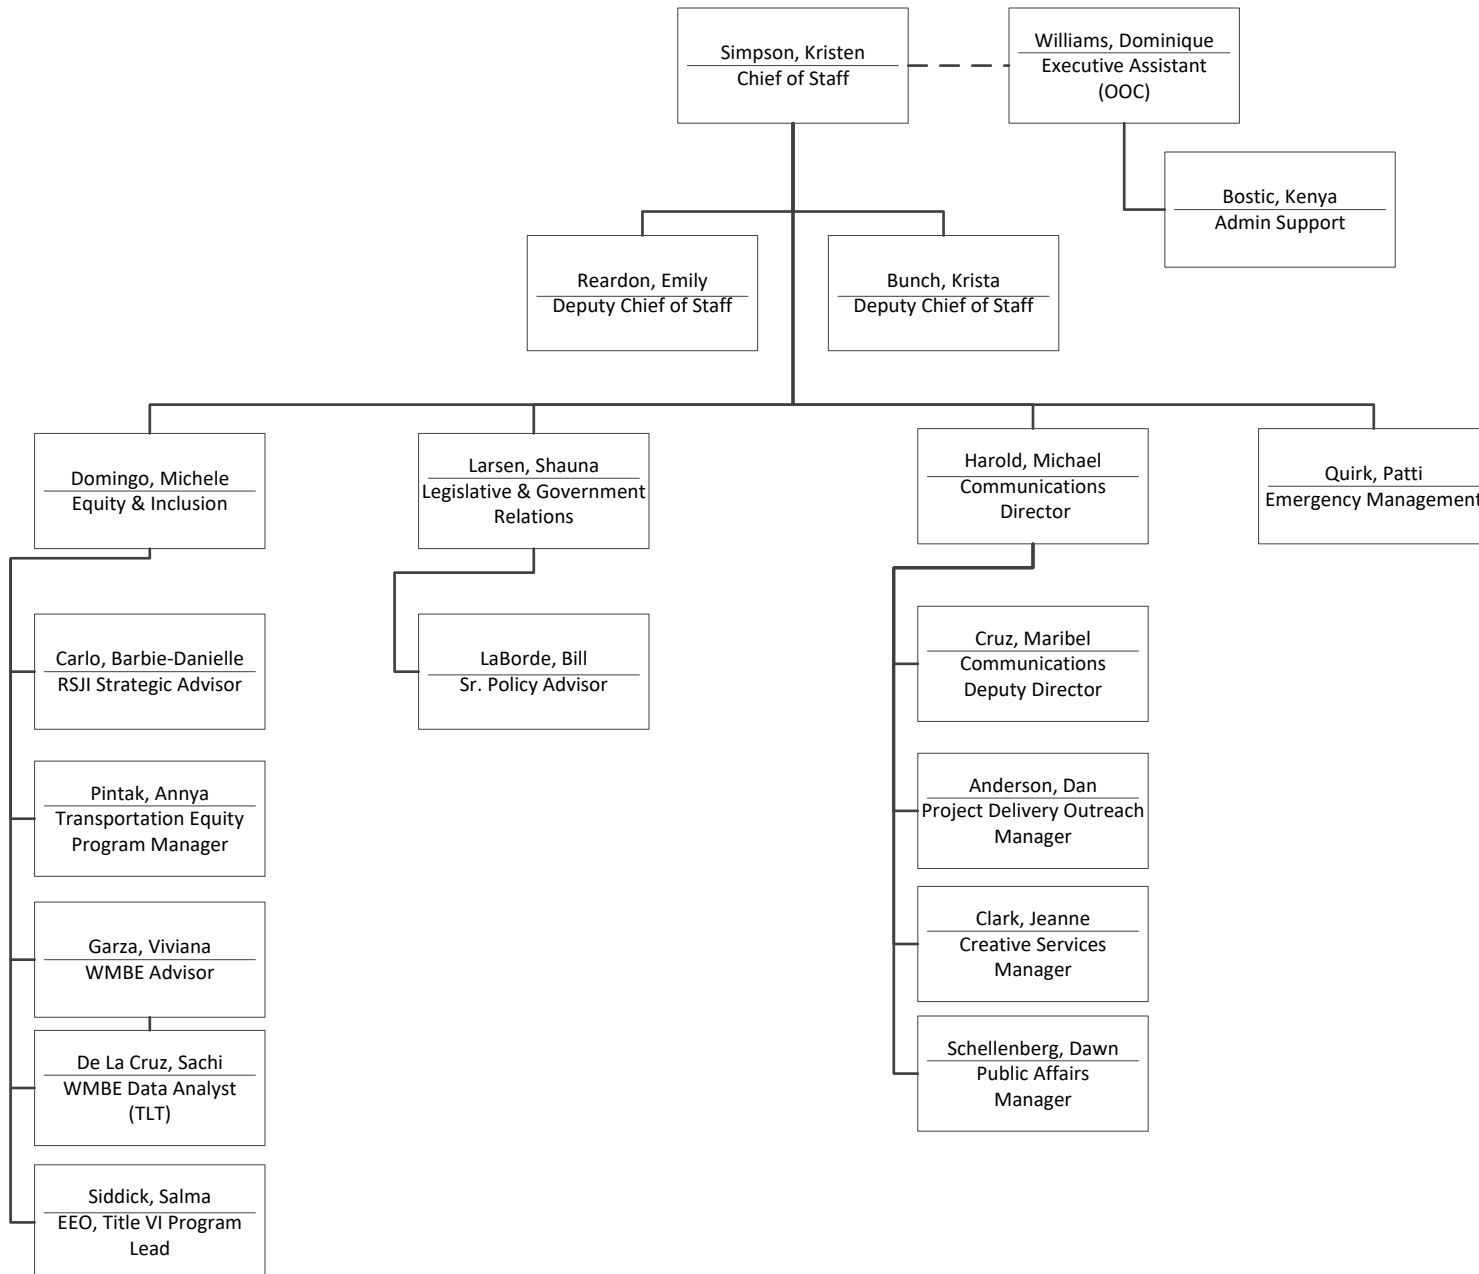 Simpson, Kristen
Chief of Staff
Williams, Dominique
Executive Assistant
(OOC)
Bostic, Kenya
Admin Support
Reardon, Emily
Deputy Chief of Staff
Bunch, Krista
Deputy Chief of Staff
Domingo, Michele
Equity & Inclusion
Larsen, Shauna
Legislative & Government
Relations
Harold, Michael
Communications
Director
Quirk, Patti
Emergency Management
Carlo, Barbie-Danielle
RSJI Strategic Advisor
Pintak, Annya
Transportation Equity
Program Manager
Garza, Viviana
WMBE Advisor
De La Cruz, Sachi
WMBE Data Analyst
(TLT)
Siddick, Salma
EEO, Title VI Program
Lead
LaBorde, Bill
Sr. Policy Advisor
Cruz, Maribel
Communications
Deputy Director
Anderson, Dan
Project Delivery Outreach
Manager
Clark, Jeanne
Creative Services
Manager
Schellenberg, Dawn
Public Affairs
Manager